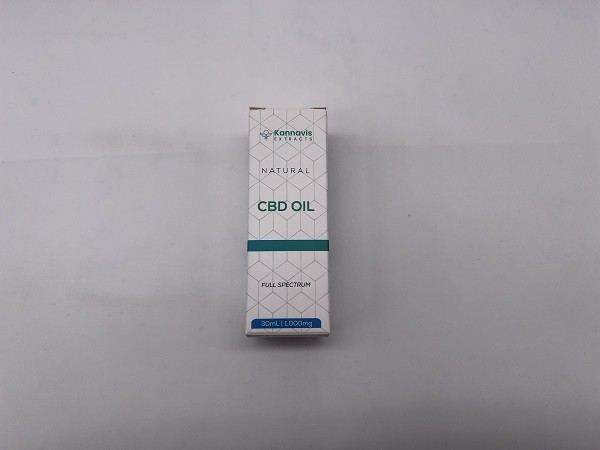 Kannavis
EXTRACTS
NATURAL
CBD OIL
FULL SPECTRUM
30mL | 1,000mg